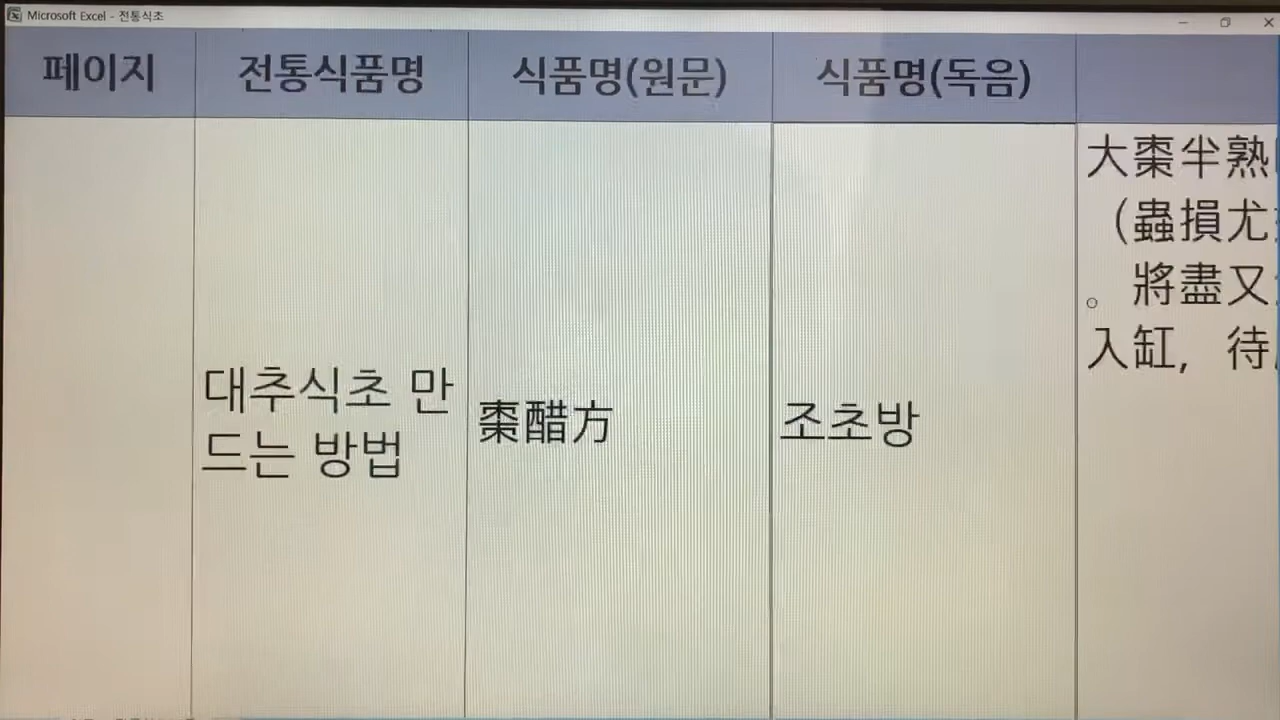 Microsoft Excel - 전통식초
페이지
전통식품명
식품명(원문)
식품명(독음)
대추식초 만
드는 방법
棗醋方
조초방
大棗半熟
（蟲損尤
。將盡又
入缸，待